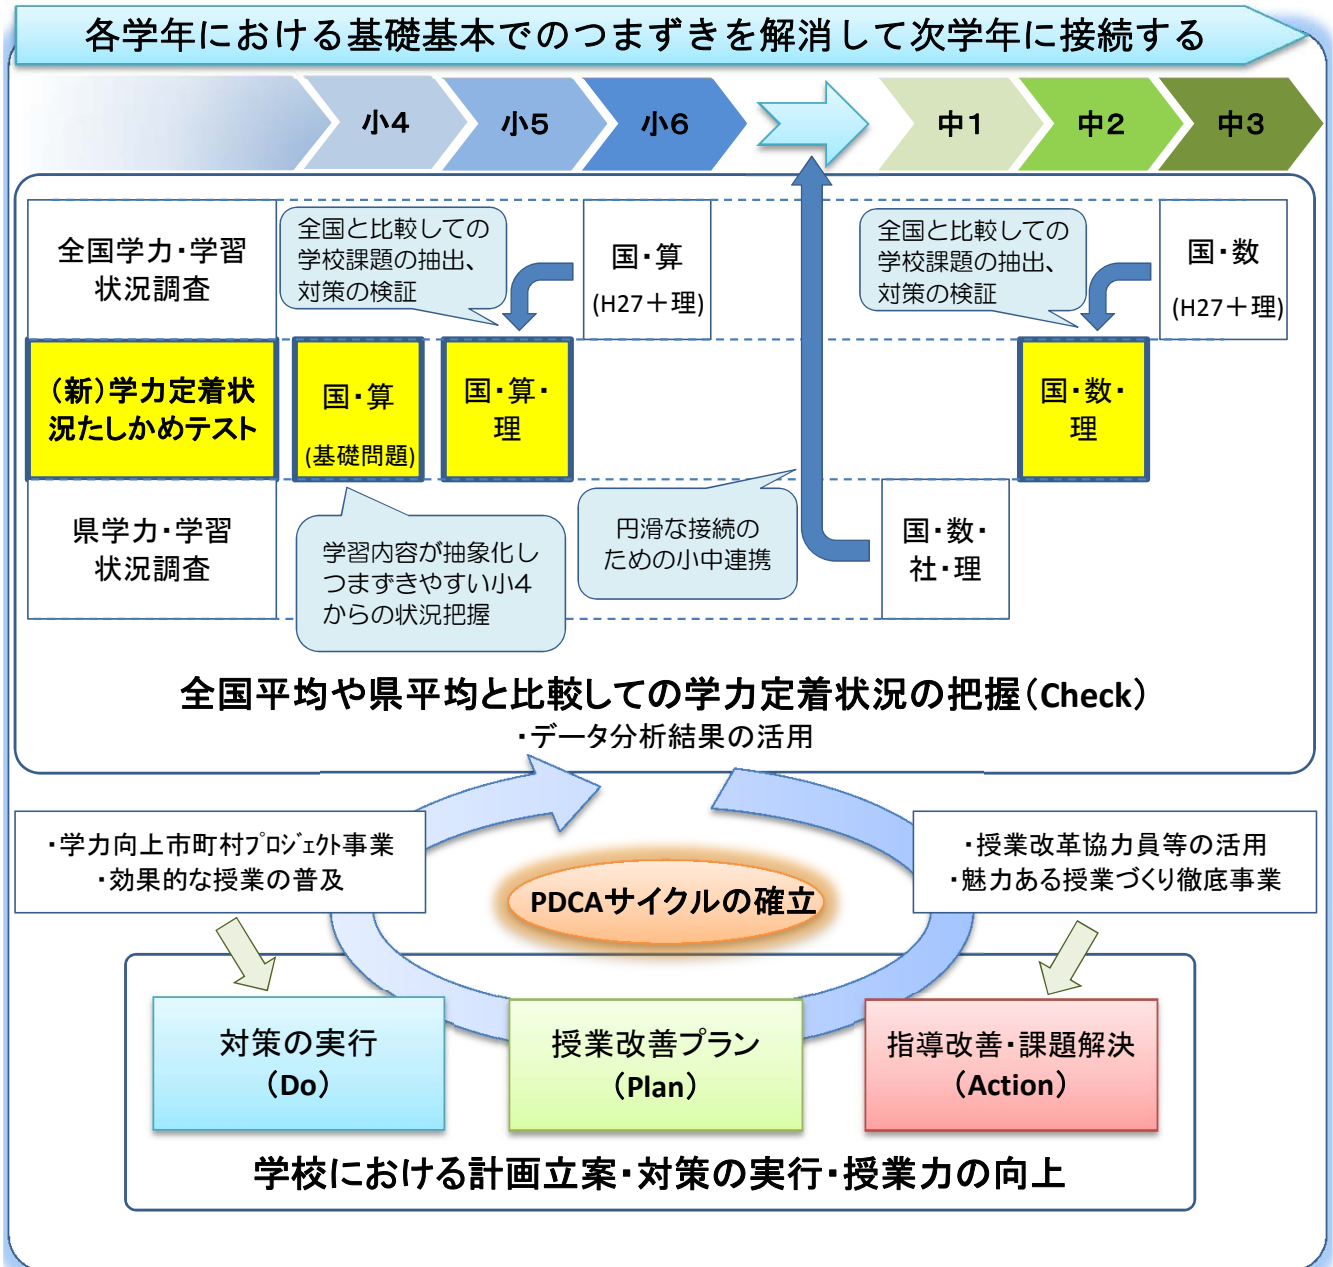 各学年における基礎基本でのつまずきを解消して次学年に接続する
小4
小5
小6
中1
中2
中3
全国学力・学習
状況調査
全国と比較しての
学校課題の抽出、
対策の検証
国・算
(H27＋理)
全国と比較しての
学校課題の抽出、
対策の検証
国・数
(H27＋理)
（新）学力定着状
況たしかめテスト
国・算
(基礎問題)
国・算・
理
国・数・
理
県学力・学習
状況調査
学習内容が抽象化し
つまずきやすい小4
からの状況把握
円滑な接続の
ための小中連携
国・数・
社・理
全国平均や県平均と比較しての学力定着状況の把握（Check）
・データ分析結果の活用
・学力向上市町村ﾌﾟﾛｼﾞｪｸﾄ事業
・効果的な授業の普及
PDCAサイクルの確立
・授業改革協力員等の活用
・魅力ある授業づくり徹底事業
対策の実行
（Do）
授業改善プラン
（Plan）
指導改善・課題解決
（Action）
学校における計画立案・対策の実行・授業力の向上